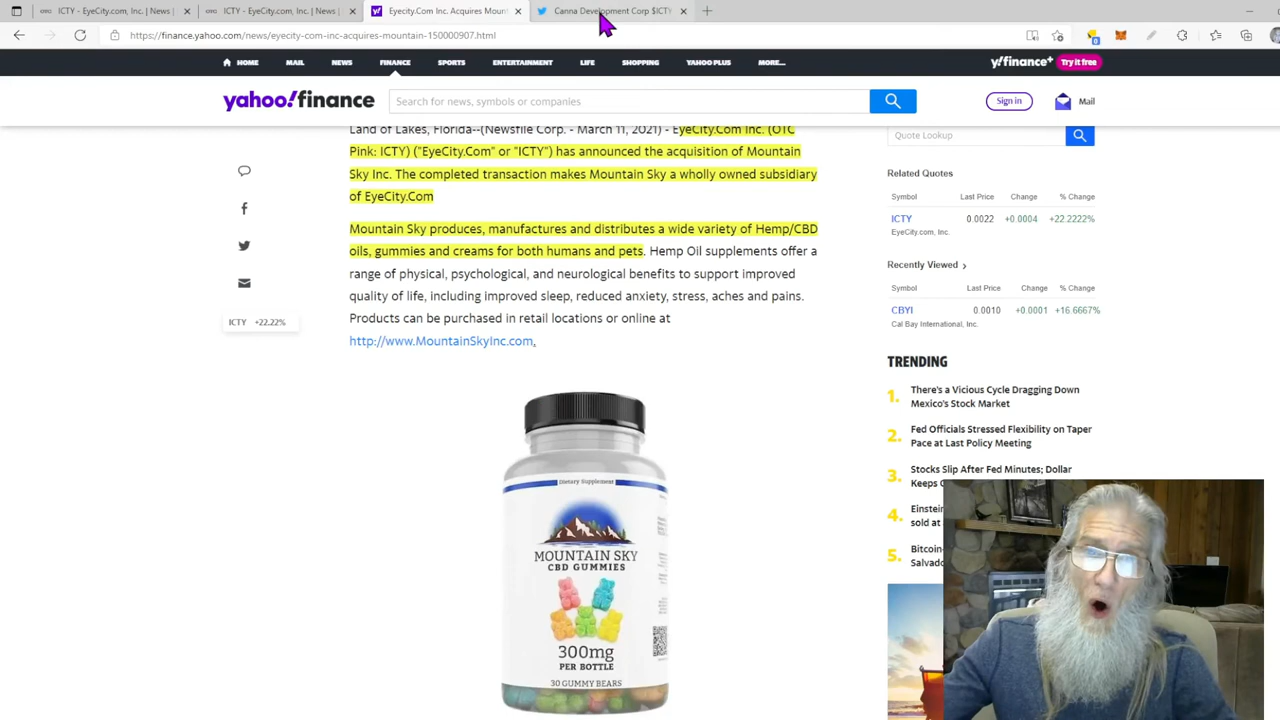 ICTY - EyeCity.com, Inc. | News |
ICTY - EyeCity.com, Inc. | News |
Eyecity.Com Inc. Acquires Moun
Canna Development Corp $ICTY
https://finance.yahoo.com/news/eyecity-com-inc-acquires-mountain-150000907.html
HOME
MAIL
NEWS
FINANCE
SPORTS
ENTERTAINMENT
LIFE
SHOPPING
YAHOO PLUS
MORE...
y!finance+
Try it free
yahoo!finance
Search for news, symbols or companies
Sign in
Mail
Land of Lakes, Florida--(Newsfile Corp. - March 11, 2021) - EyeCity.Com Inc. (OTC
Pink: ICTY) ("EyeCity.Com" or "ICTY") has announced the acquisition of Mountain
Sky Inc. The completed transaction makes Mountain Sky a wholly owned subsidiary
of EyeCity.Com
Mountain Sky produces, manufactures and distributes a wide variety of Hemp/CBD
oils, gummies and creams for both humans and pets. Hemp Oil supplements offer a
range of physical, psychological, and neurological benefits to support improved
quality of life, including improved sleep, reduced anxiety, stress, aches and pains.
Products can be purchased in retail locations or online at
http://www.MountainSkyInc.com.
ICTY +22.22%
Dietary Supplement
MOUNTAIN SKY
CBD GUMMIES
300mg
PER BOTTLE
30 GUMMY BEARS
Quote Lookup
Related Quotes
Symbol Last Price Change % Change
ICTY 0.0022 +0.0004 +22.2222%
EyeCity.com, Inc.
Recently Viewed
Symbol Last Price Change % Change
CBYI 0.0010 +0.0001 +16.6667%
Cal Bay International, Inc.
TRENDING
1. There's a Vicious Cycle Dragging Down
Mexico's Stock Market
2. Fed Officials Stressed Flexibility on Taper
Pace at Last Policy Meeting
3. Stocks Slip After Fed Minutes; Dollar
Keeps
4. Einste
sold at
5. Bitcoin
Salvado